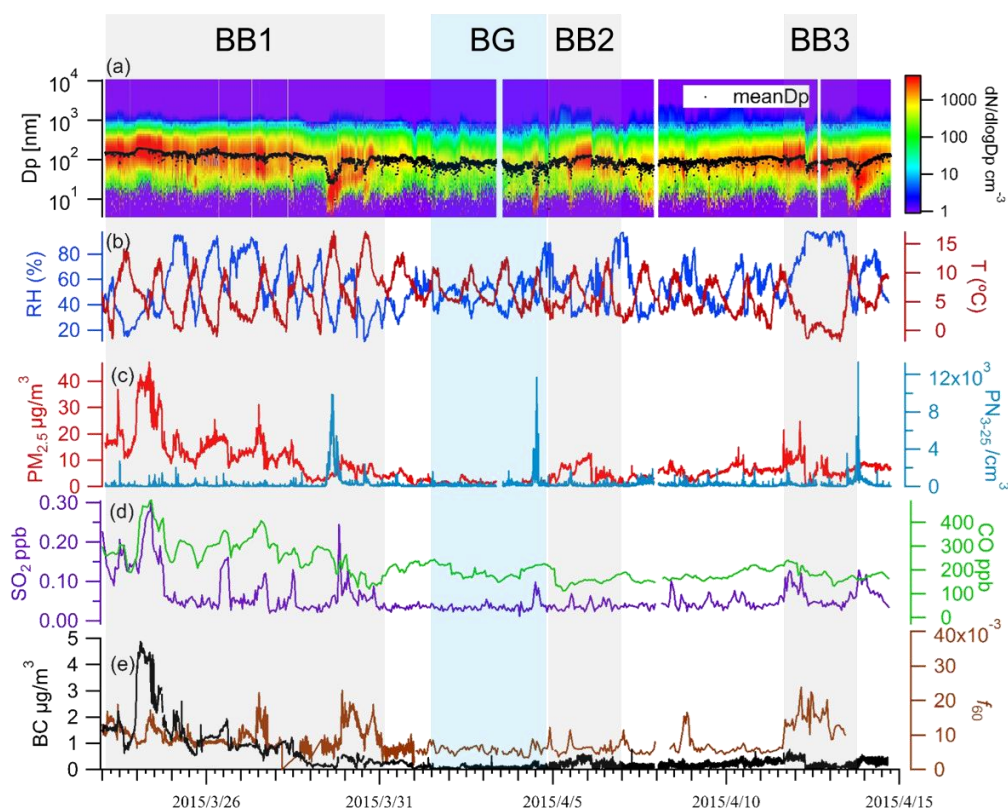 BB1 BG BB2 BB3
(a)
10⁴
10³
10²
10¹
Dp [nm]
meanDp
1000
100
10
1
dN/dlogDp cm⁻³
(b)
80
60
40
20
RH (%)
15
10
5
0
T (ºC)
(c)
40
30
20
10
0
PM₂.₅ µg/m³
12x10³
8
4
0
PN₃₋₂₅ /cm³
(d)
0.30
0.20
0.10
0.00
SO₂ ppb
400
300
200
100
0
CO ppb
(e)
5
4
3
2
1
0
BC µg/m³
40x10⁻³
20
10
0
f₆₀
2015/3/26 2015/3/31 2015/4/5 2015/4/10 2015/4/15